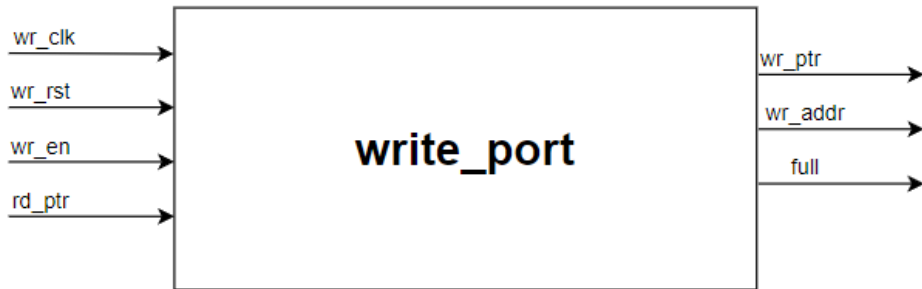 wr_clk
wr_rst
wr_en
rd_ptr
write_port
wr_ptr
wr_addr
full